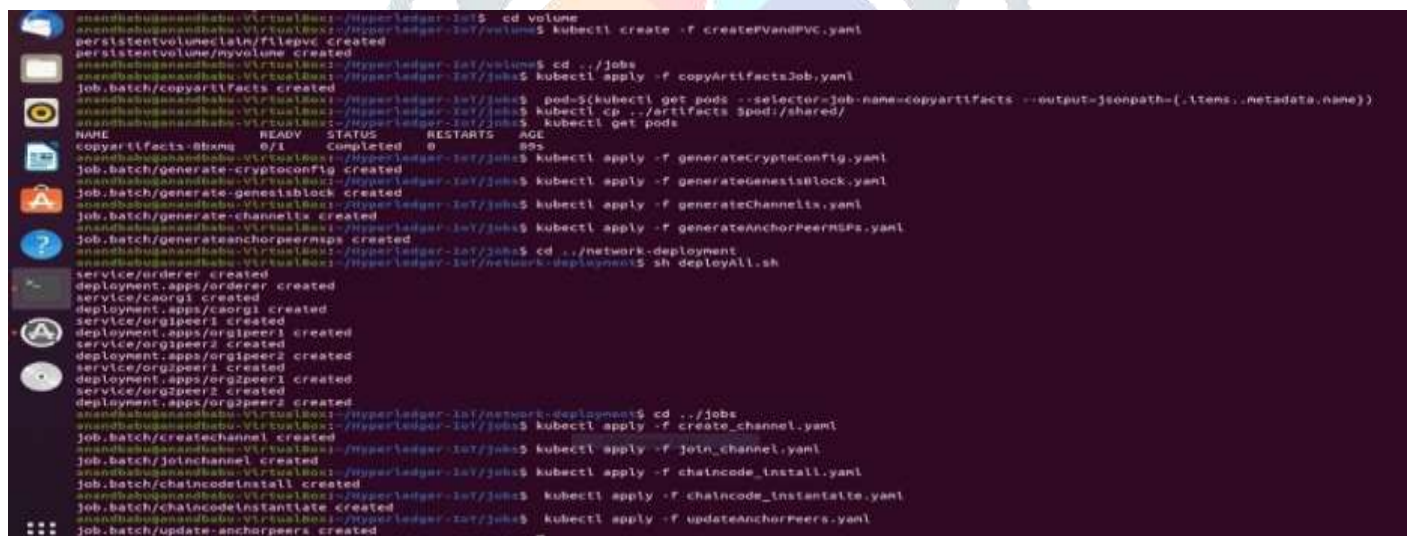 anandbabu@anandbabu-VirtualBox:~/Hyperledger-IoT$ cd volume
anandbabu@anandbabu-VirtualBox:~/Hyperledger-IoT/volume$ kubectl create -f createPVandPVC.yaml
persistentvolumeclaim/filepvc created
persistentvolume/myvolume created
anandbabu@anandbabu-VirtualBox:~/Hyperledger-IoT/volume$ cd ../jobs
anandbabu@anandbabu-VirtualBox:~/Hyperledger-IoT/jobs$ kubectl apply -f copyArtifactsJob.yaml
job.batch/copyartifacts created
anandbabu@anandbabu-VirtualBox:~/Hyperledger-IoT/jobs$ pod=$(kubectl get pods --selector=job-name=copyartifacts --output=jsonpath={.items..metadata.name})
anandbabu@anandbabu-VirtualBox:~/Hyperledger-IoT/jobs$ kubectl cp ../artifacts $pod:/shared/
anandbabu@anandbabu-VirtualBox:~/Hyperledger-IoT/jobs$ kubectl get pods
NAME READY STATUS RESTARTS AGE
copyartifacts-8bxmq 0/1 Completed 0 89s
anandbabu@anandbabu-VirtualBox:~/Hyperledger-IoT/jobs$ kubectl apply -f generateCryptoConfig.yaml
job.batch/generate-cryptoconfig created
anandbabu@anandbabu-VirtualBox:~/Hyperledger-IoT/jobs$ kubectl apply -f generateGenesisBlock.yaml
job.batch/generate-genesisblock created
anandbabu@anandbabu-VirtualBox:~/Hyperledger-IoT/jobs$ kubectl apply -f generateChanneltx.yaml
job.batch/generate-channeltx created
anandbabu@anandbabu-VirtualBox:~/Hyperledger-IoT/jobs$ kubectl apply -f generateAnchorPeerMSPs.yaml
job.batch/generateanchorpeermsps created
anandbabu@anandbabu-VirtualBox:~/Hyperledger-IoT/jobs$ cd ../network-deployment
anandbabu@anandbabu-VirtualBox:~/Hyperledger-IoT/network-deployment$ sh deployAll.sh
service/orderer created
deployment.apps/orderer created
service/caorg1 created
deployment.apps/caorg1 created
service/org1peer1 created
deployment.apps/org1peer1 created
service/org1peer2 created
deployment.apps/org1peer2 created
service/org2peer1 created
deployment.apps/org2peer1 created
service/org2peer2 created
deployment.apps/org2peer2 created
anandbabu@anandbabu-VirtualBox:~/Hyperledger-IoT/network-deployment$ cd ../jobs
anandbabu@anandbabu-VirtualBox:~/Hyperledger-IoT/jobs$ kubectl apply -f create_channel.yaml
job.batch/createchannel created
anandbabu@anandbabu-VirtualBox:~/Hyperledger-IoT/jobs$ kubectl apply -f join_channel.yaml
job.batch/joinchannel created
anandbabu@anandbabu-VirtualBox:~/Hyperledger-IoT/jobs$ kubectl apply -f chaincode_install.yaml
job.batch/chaincodeinstall created
anandbabu@anandbabu-VirtualBox:~/Hyperledger-IoT/jobs$ kubectl apply -f chaincode_instantaite.yaml
job.batch/chaincodeinstantiate created
anandbabu@anandbabu-VirtualBox:~/Hyperledger-IoT/jobs$ kubectl apply -f updateAnchorPeers.yaml
job.batch/update-anchorpeers created